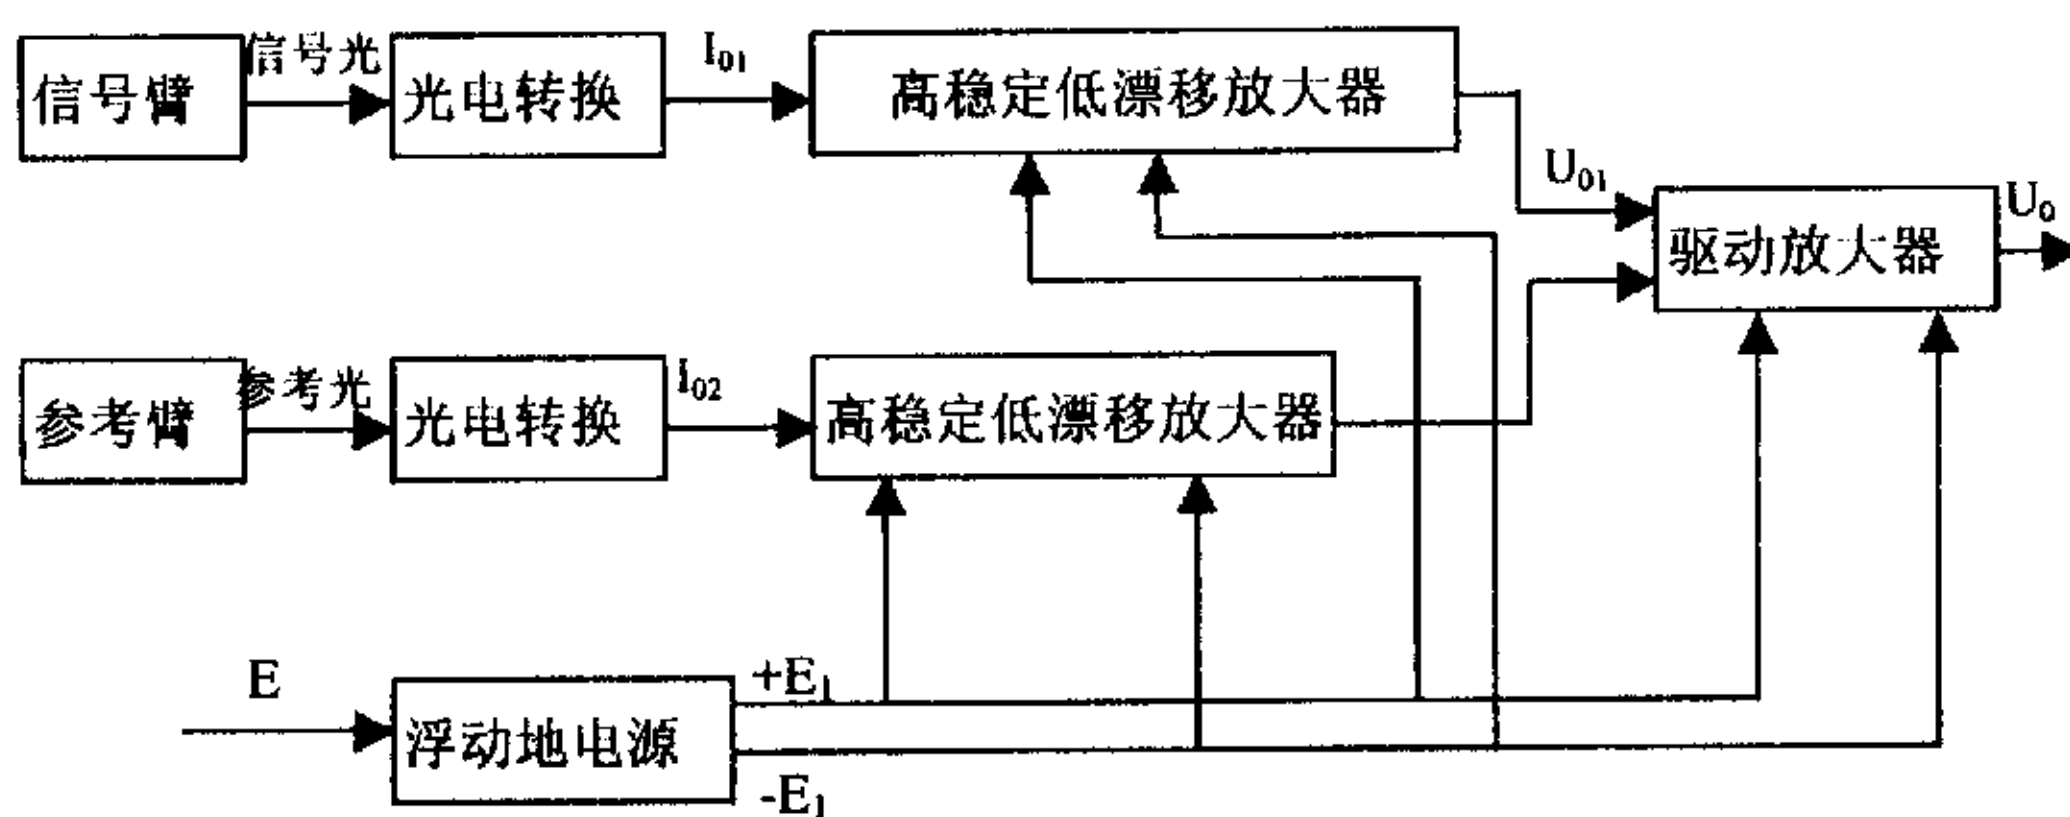 信号臂
信号光
光电转换
I₀₁
高稳定低漂移放大器
U₀₁
驱动放大器
U₀
参考臂
参考光
光电转换
I₀₂
高稳定低漂移放大器
E
浮动地电源
+E₁
-E₁